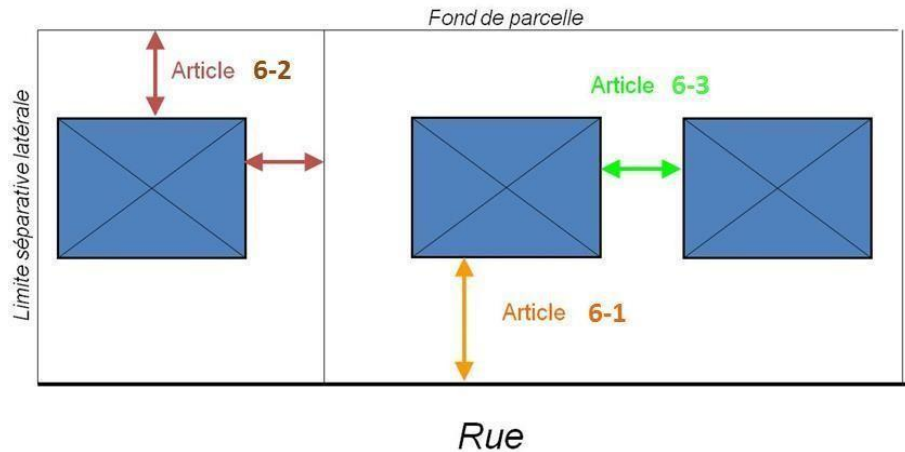 Fond de parcelle
Article 6-2
Article 6-3
Limite séparative latérale
Article 6-1
Rue